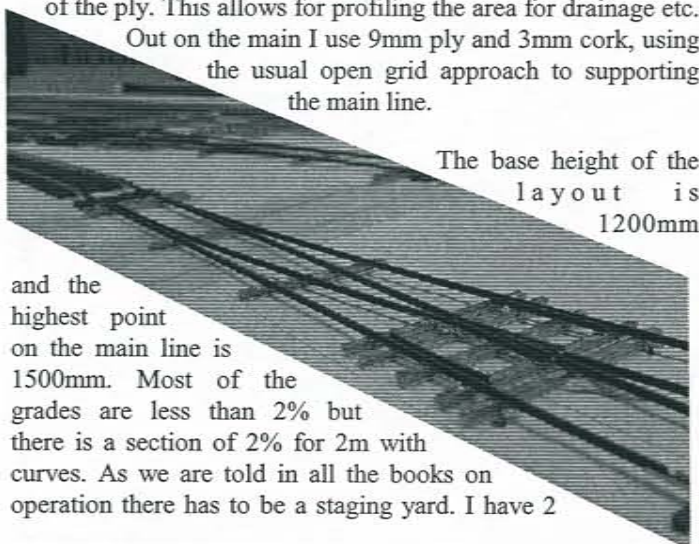 of the ply. This allows for profiling the area for drainage etc.
Out on the main I use 9mm ply and 3mm cork, using
the usual open grid approach to supporting
the main line.
The base height of the
layout is
1200mm
and the
highest point
on the main line is
1500mm. Most of the
grades are less than 2% but
there is a section of 2% for 2m with
curves. As we are told in all the books on
operation there has to be a staging yard. I have 2